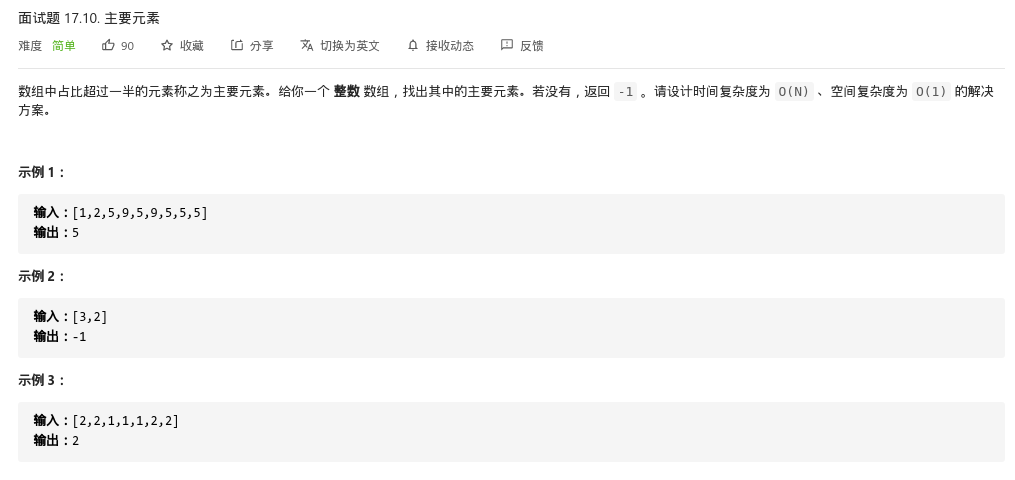 面试题 17.10. 主要元素
难度 简单 90 收藏 分享 切换为英文 接收动态 反馈
数组中占比超过一半的元素称之为主要元素。给你一个 整数 数组，找出其中的主要元素。若没有，返回 -1 。请设计时间复杂度为 O(N) 、空间复杂度为 O(1) 的解决
方案。
示例 1：
输入：[1,2,5,9,5,9,5,5,5]
输出：5
示例 2：
输入：[3,2]
输出：-1
示例 3：
输入：[2,2,1,1,1,2,2]
输出：2